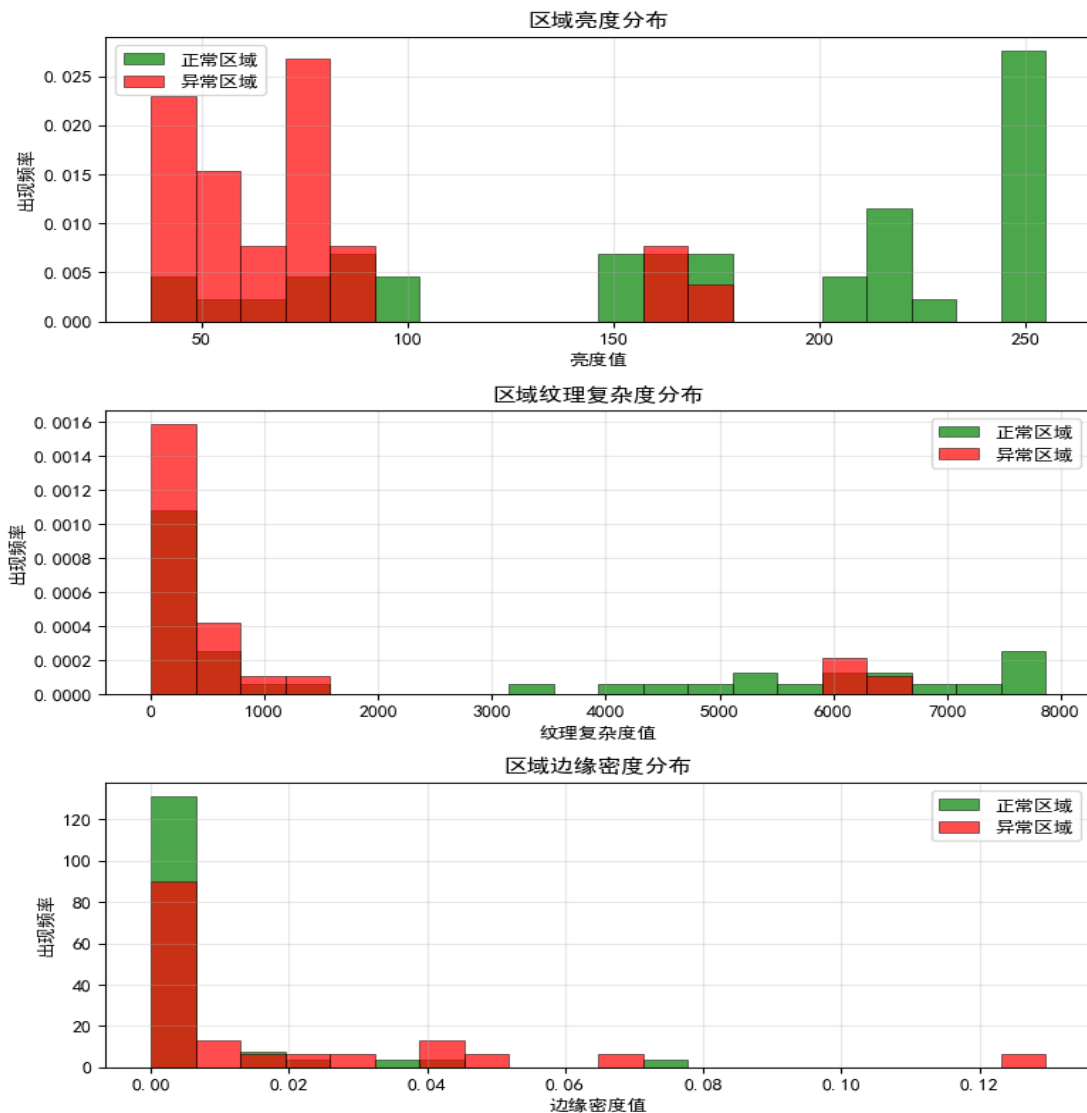 区域亮度分布
正常区域
异常区域
出现频率
0. 025
0. 020
0. 015
0. 010
0. 005
0. 000
50
100
150
200
250
亮度值
区域纹理复杂度分布
正常区域
异常区域
出现频率
0. 0016
0. 0014
0. 0012
0. 0010
0. 0008
0. 0006
0. 0004
0. 0002
0. 0000
0
1000
2000
3000
4000
5000
6000
7000
8000
纹理复杂度值
区域边缘密度分布
正常区域
异常区域
出现频率
120
100
80
60
40
20
0
0. 00
0. 02
0. 04
0. 06
0. 08
0. 10
0. 12
边缘密度值